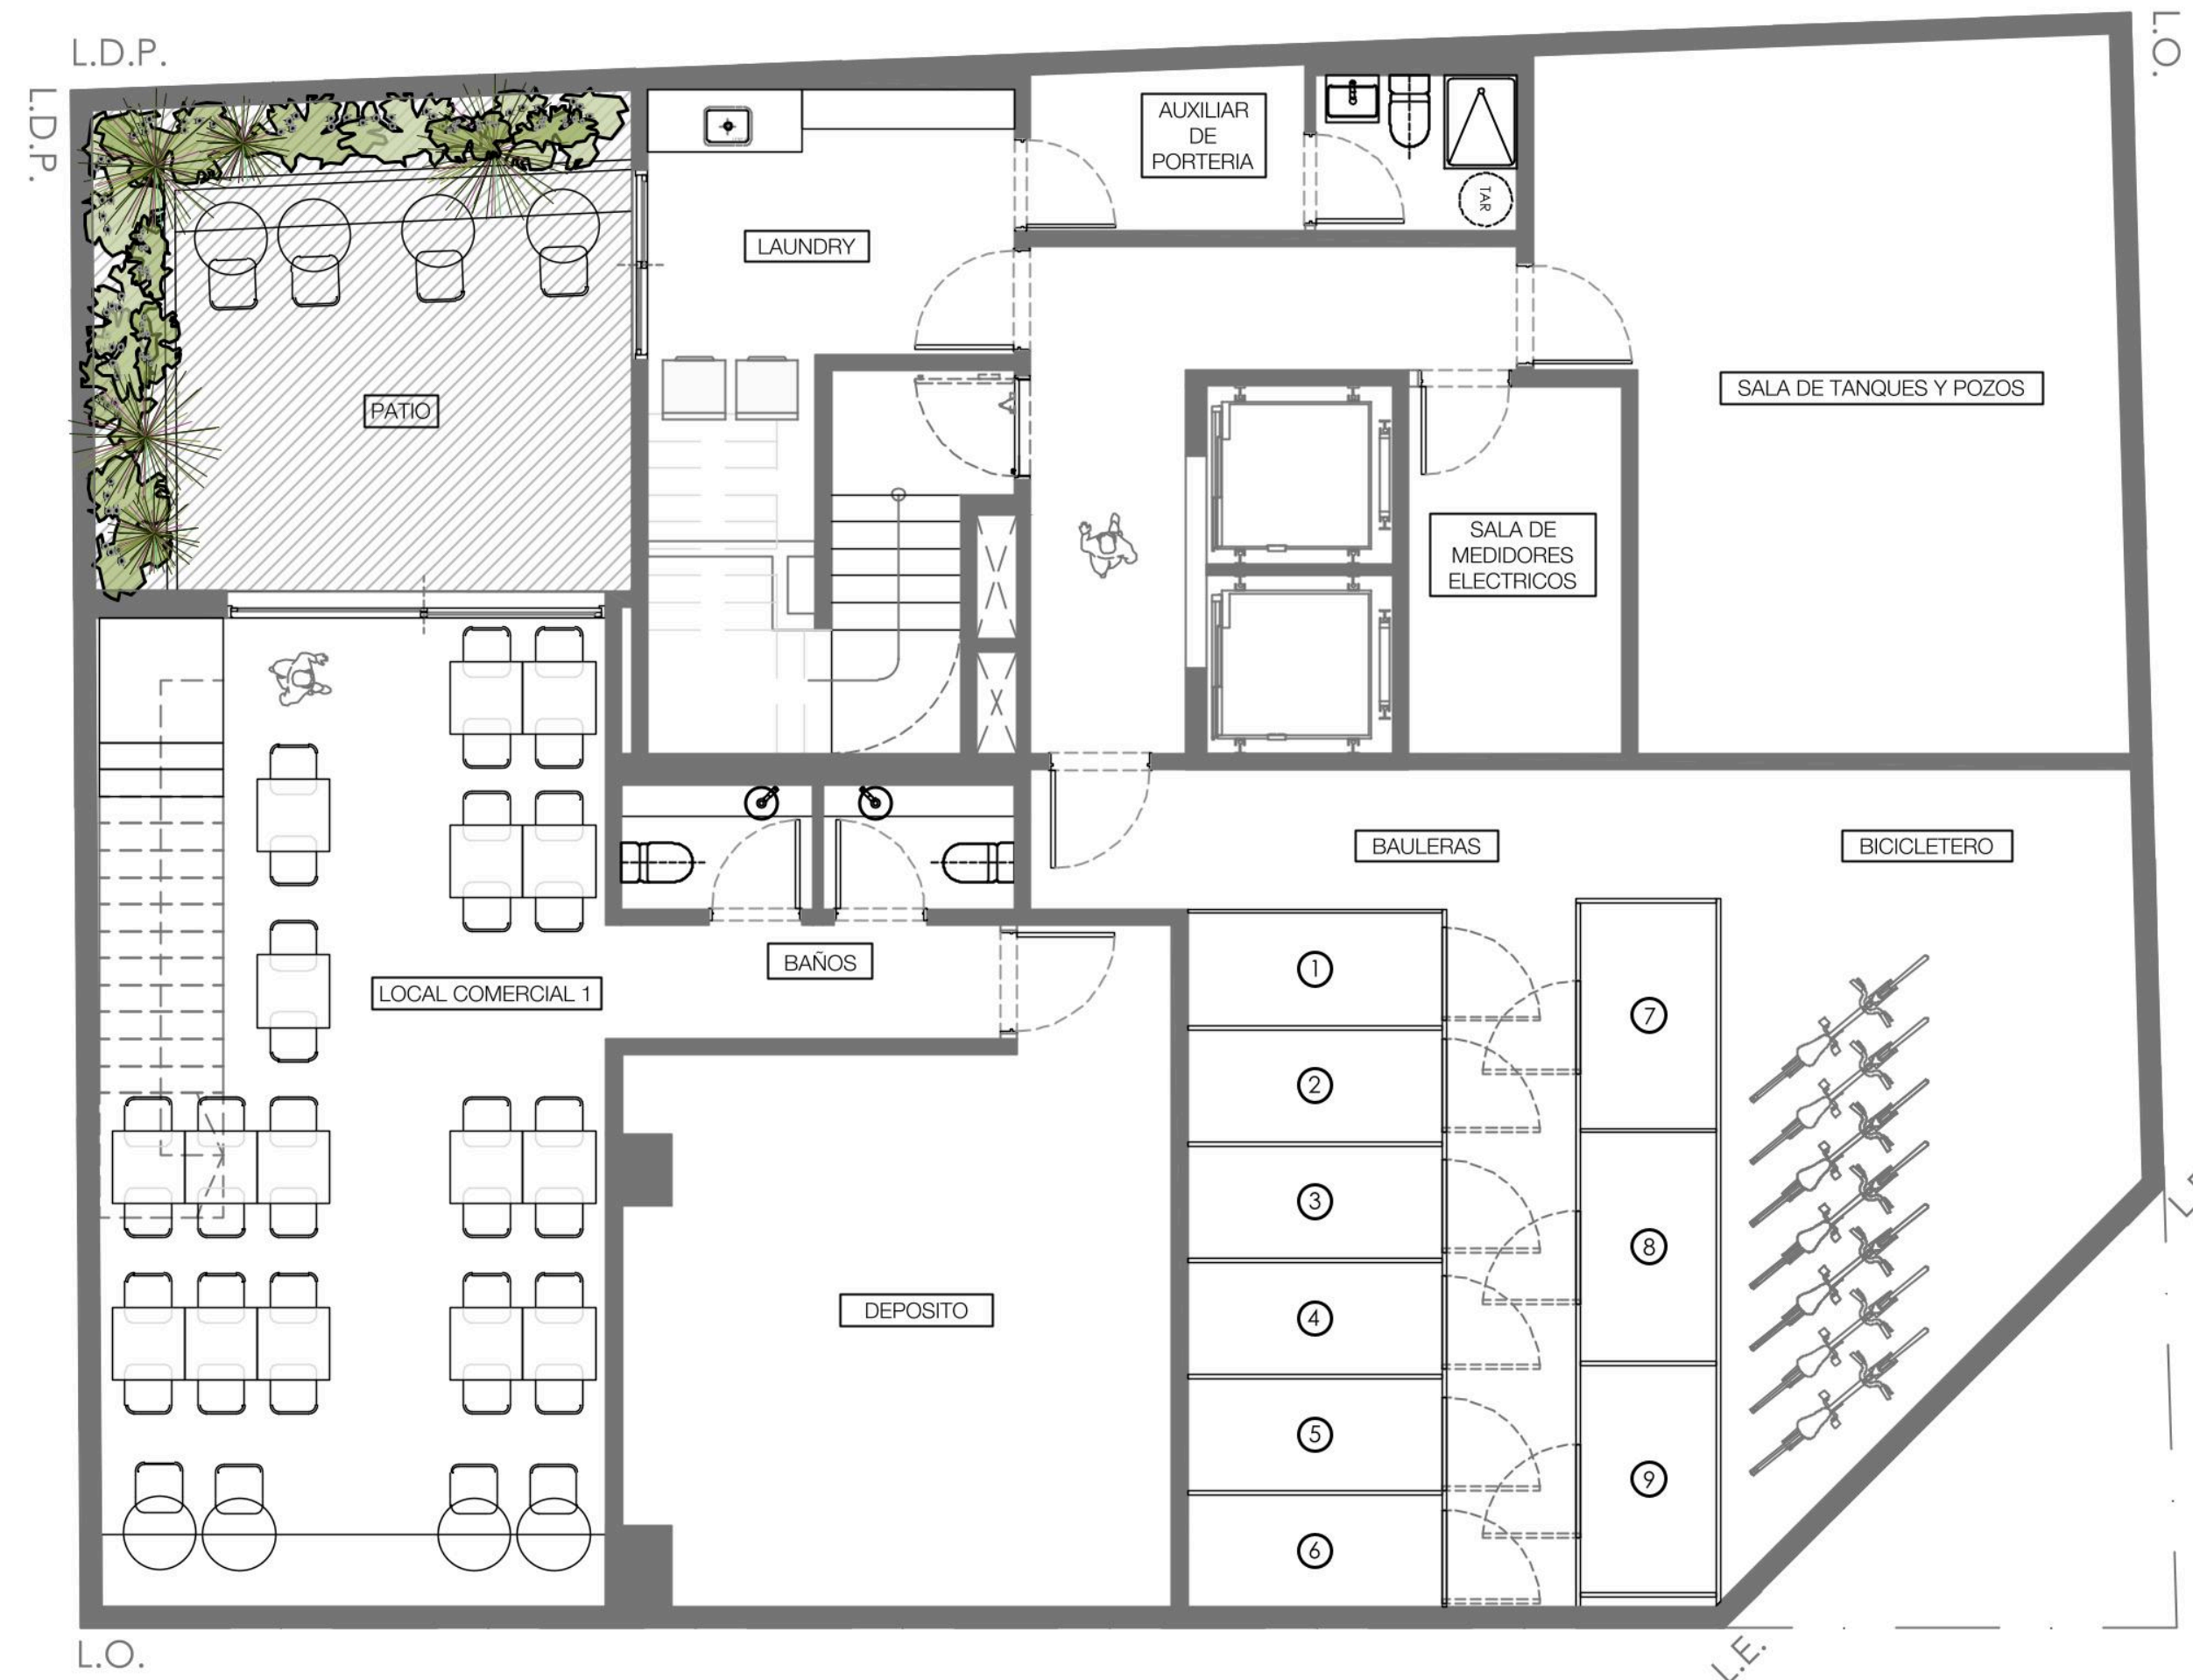 L.D.P.
L.O.
L.D.P.
AUXILIAR
DE
PORTERIA
TAR
LAUNDRY
SALA DE TANQUES Y POZOS
PATIO
SALA DE
MEDIDORES
ELECTRICOS
BAULERAS
BICICLETERO
BAÑOS
LOCAL COMERCIAL 1
1
7
2
3
8
4
DEPOSITO
5
9
6
L.O.
L.E.